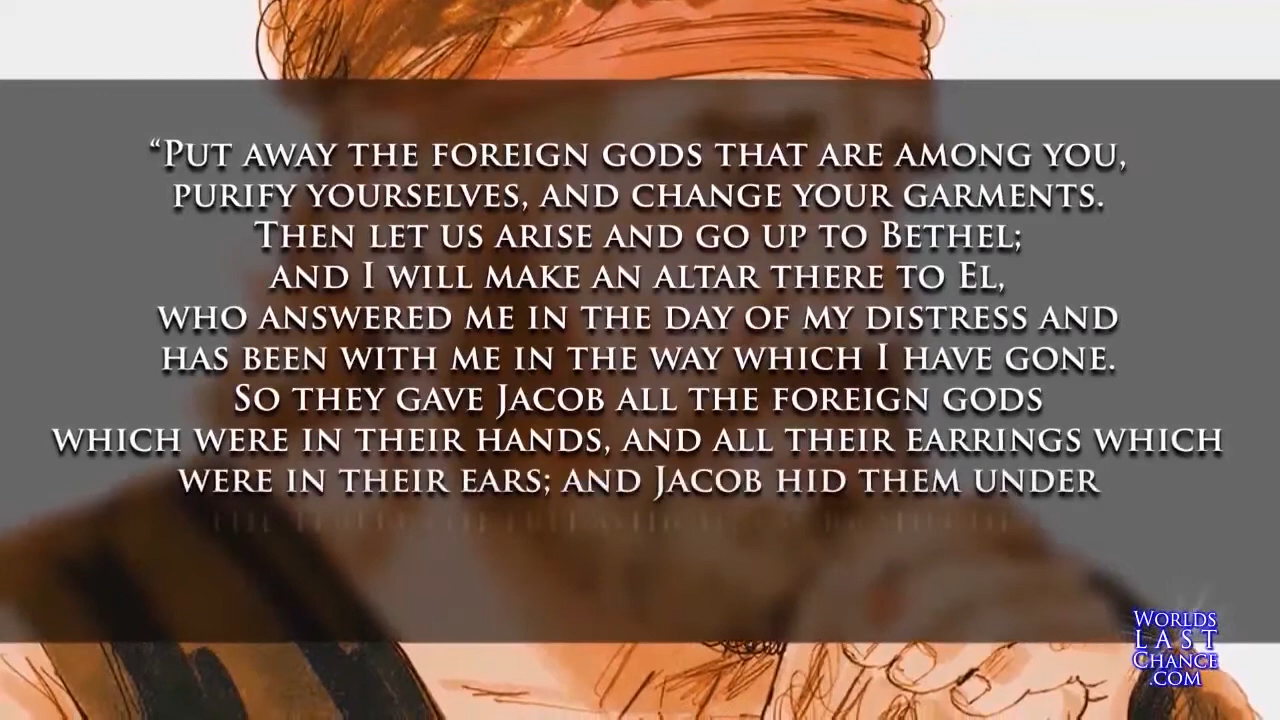 “Put away the foreign gods that are among you,
purify yourselves, and change your garments.
Then let us arise and go up to Bethel;
and I will make an altar there to El,
who answered me in the day of my distress and
has been with me in the way which I have gone.
So they gave Jacob all the foreign gods
which were in their hands, and all their earrings which
were in their ears; and Jacob hid them under
Worlds
Last
Chance
.com